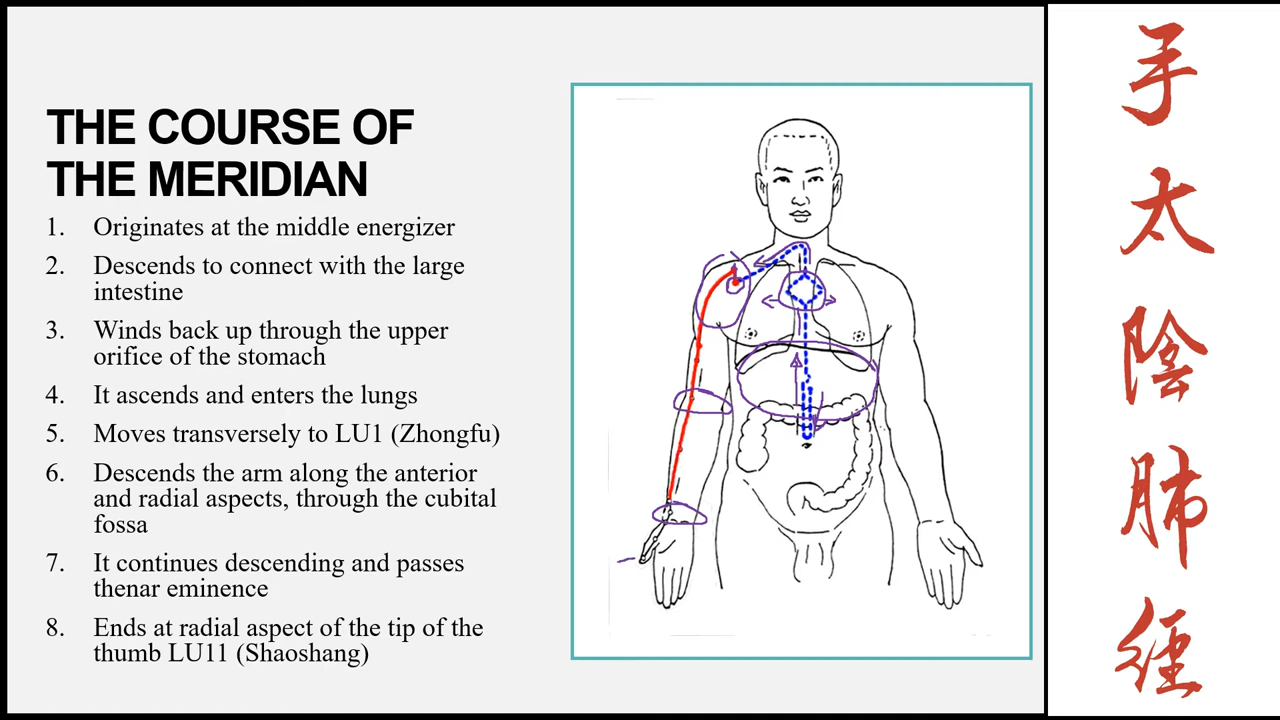 THE COURSE OF
THE MERIDIAN
1. Originates at the middle energizer
2. Descends to connect with the large
intestine
3. Winds back up through the upper
orifice of the stomach
4. It ascends and enters the lungs
5. Moves transversely to LU1 (Zhongfu)
6. Descends the arm along the anterior
and radial aspects, through the cubital
fossa
7. It continues descending and passes
thenar eminence
8. Ends at radial aspect of the tip of the
thumb LU11 (Shaoshang)
手太陰肺經